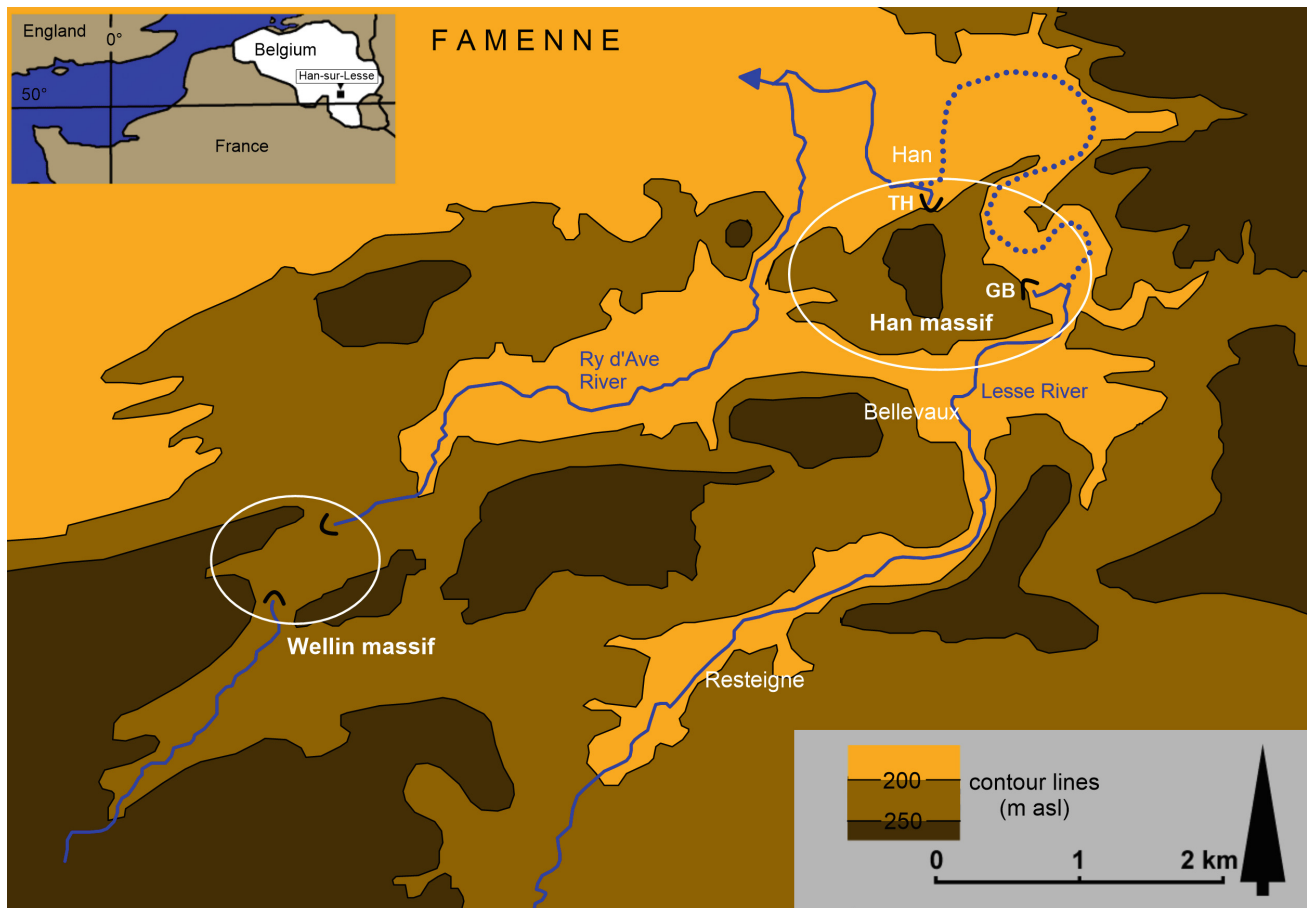 England
0°
Belgium
Han-sur-Lesse
50°
France
FAMENNE
Han
TH
GB
Han massif
Ry d'Ave
River
Lesse River
Bellevaux
Wellin massif
Resteigne
200
250
contour lines
(m asl)
0
1
2 km